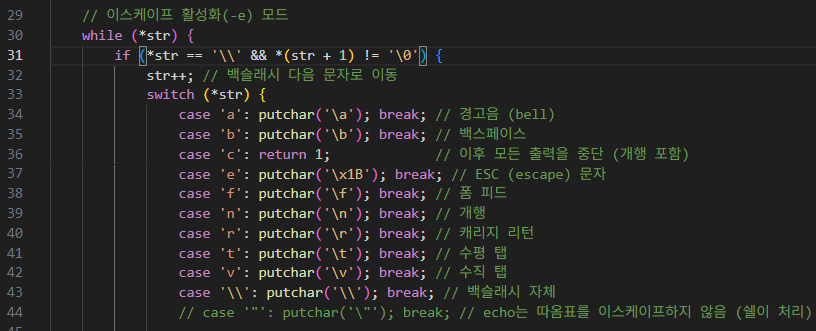 29 // 이스케이프 활성화(-e) 모드
30 while (*str) {
31 if (*str == '\\' && *(str + 1) != '\0') {
32 str++; // 백슬래시 다음 문자로 이동
33 switch (*str) {
34 case 'a': putchar('\a'); break; // 경고음 (bell)
35 case 'b': putchar('\b'); break; // 백스페이스
36 case 'c': return 1; // 이후 모든 출력을 중단 (개행 포함)
37 case 'e': putchar('\x1B'); break; // ESC (escape) 문자
38 case 'f': putchar('\f'); break; // 폼 피드
39 case 'n': putchar('\n'); break; // 개행
40 case 'r': putchar('\r'); break; // 캐리지 리턴
41 case 't': putchar('\t'); break; // 수평 탭
42 case 'v': putchar('\v'); break; // 수직 탭
43 case '\\': putchar('\\'); break; // 백슬래시 자체
44 // case '"': putchar('\"'); break; // echo는 따옴표를 이스케이프하지 않음 (쉘이 처리)